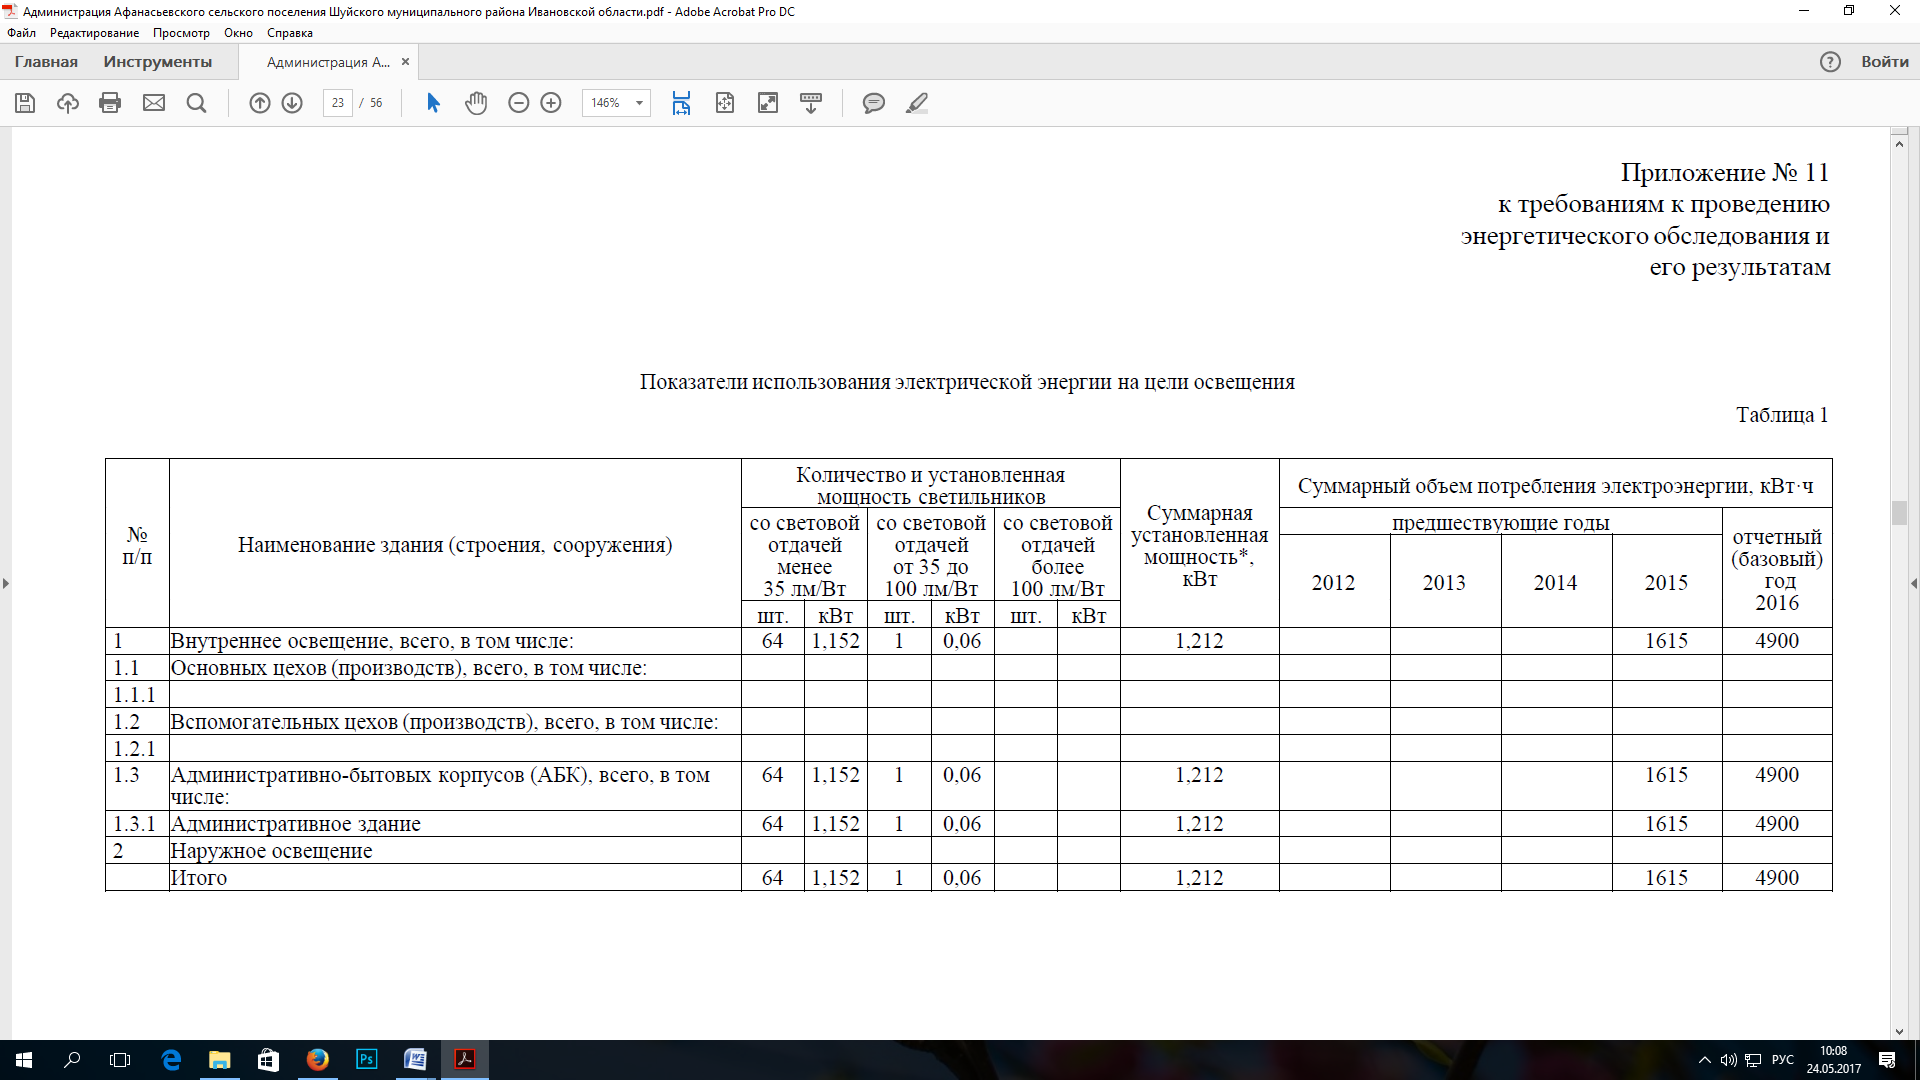 Администрация Афанасьевского сельского поселения Шуйского муниципального района Ивановской области.pdf - Adobe Acrobat Pro DC
Файл Редактирование Просмотр Окно Справка
Главная Инструменты Администрация А... × Войти
23 / 56 146%
Приложение № 11
к требованиям к проведению
энергетического обследования и
его результатам
Показатели использования электрической энергии на цели освещения
Таблица 1
№
п/п
Наименование здания (строения, сооружения)
Количество и установленная
мощность светильников
со световой
отдачей
менее
35 лм/Вт
со световой
отдачей
от 35 до
100 лм/Вт
со световой
отдачей
более
100 лм/Вт
шт. кВт шт. кВт шт. кВт
Суммарная
установленная
мощность*,
кВт
Суммарный объем потребления электроэнергии, кВт·ч
предшествующие годы
2012 2013 2014 2015
отчетный
(базовый)
год
2016
1 Внутреннее освещение, всего, в том числе: 64 1,152 1 0,06 1,212 1615 4900
1.1 Основных цехов (производств), всего, в том числе:
1.1.1
1.2 Вспомогательных цехов (производств), всего, в том числе:
1.2.1
1.3 Административно-бытовых корпусов (АБК), всего, в том 64 1,152 1 0,06 1,212 1615 4900
числе:
1.3.1 Административное здание 64 1,152 1 0,06 1,212 1615 4900
2 Наружное освещение
Итого 64 1,152 1 0,06 1,212 1615 4900
Ps
РУС
10:08
24.05.2017